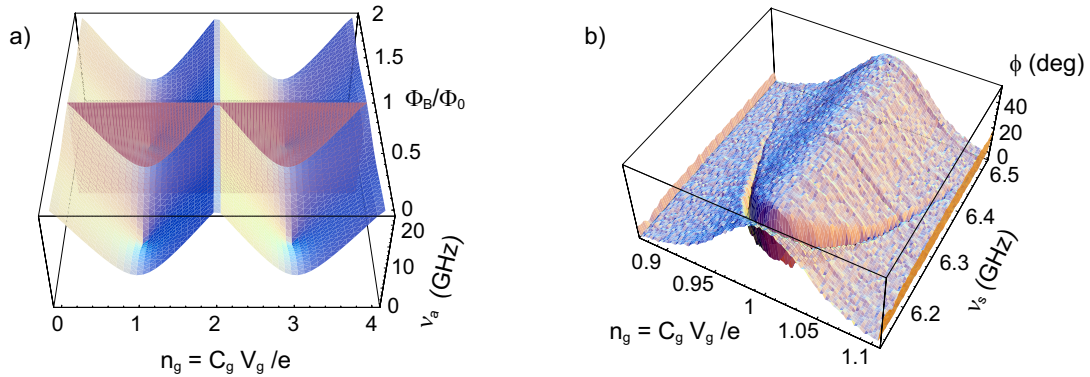 a)
2
1.5
1
Φ_B/Φ_0
0.5
0
20
10
0
ν_a (GHz)
0 1 2 3 4
n_g = C_g V_g /e
b)
ϕ (deg)
40
20
0
6.5
6.4
6.3
6.2
ν_s (GHz)
0.9
0.95
1
1.05
1.1
n_g = C_g V_g /e